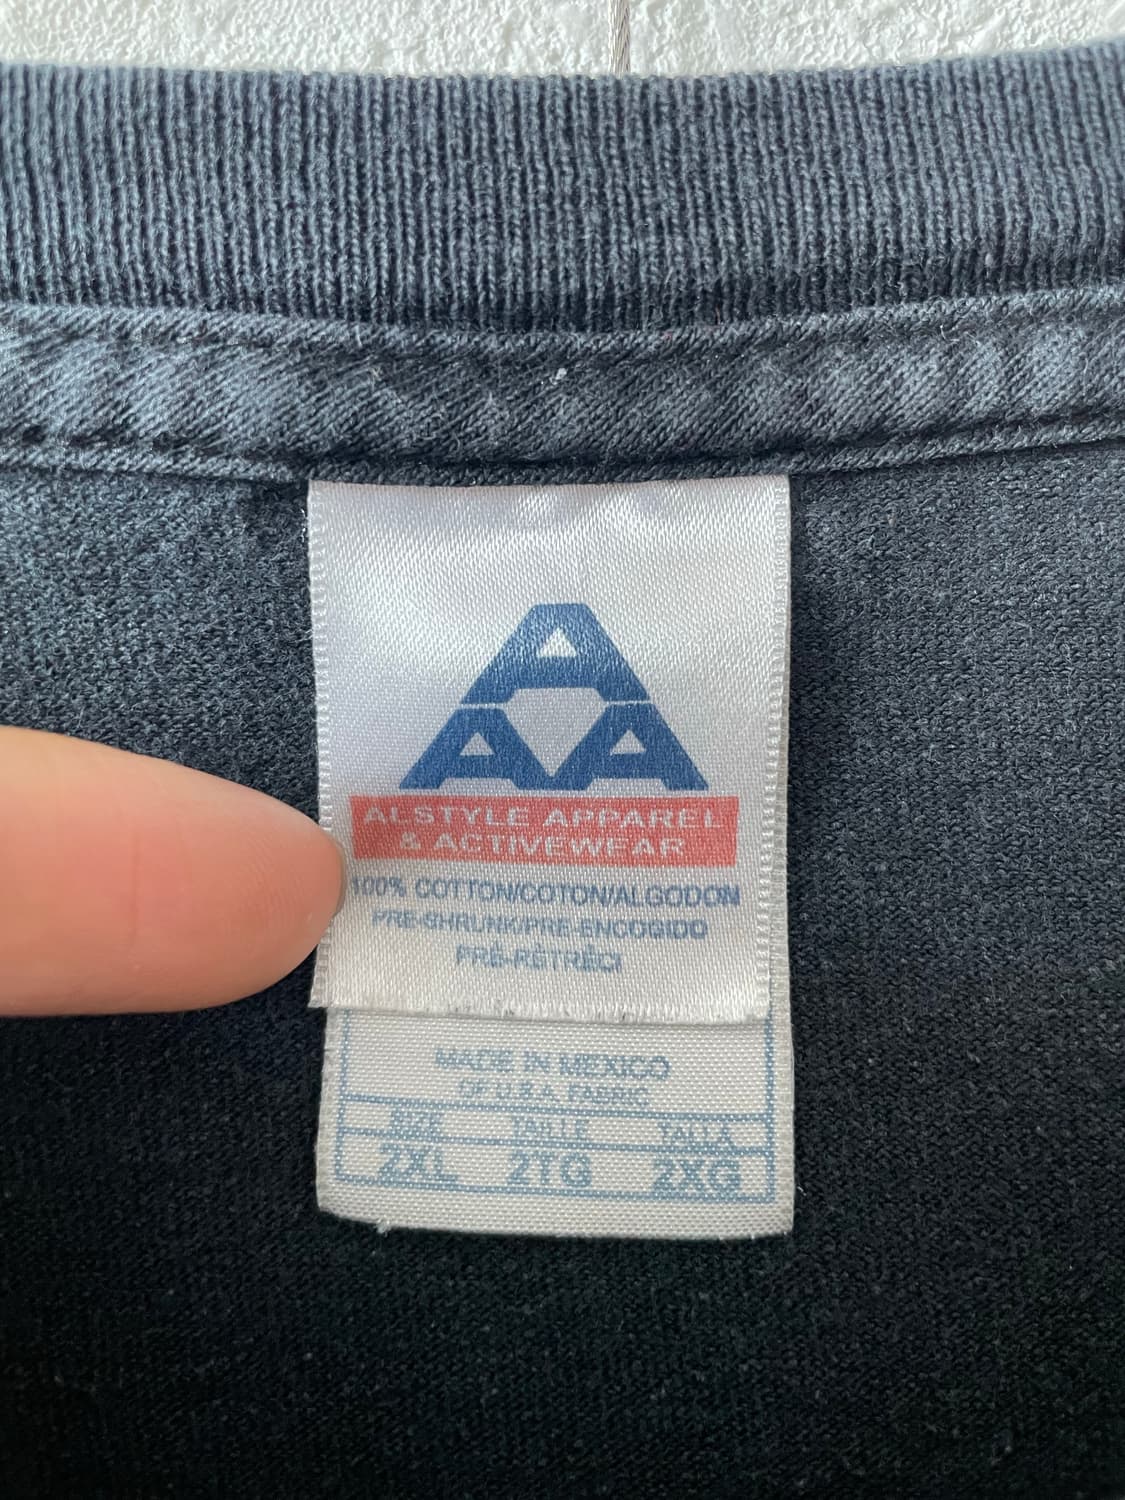 A
A A
ALSTYLE APPAREL
& ACTIVEWEAR
100% COTTON/COTON/ALGODON
PRE-SHRUNK/PRE-ENCOGIDO
PRÉ-RÉTRÉCI
MADE IN MEXICO
OF U.S.A. FABRIC
SIZE TAILLE TALLA
2XL 2TG 2XG